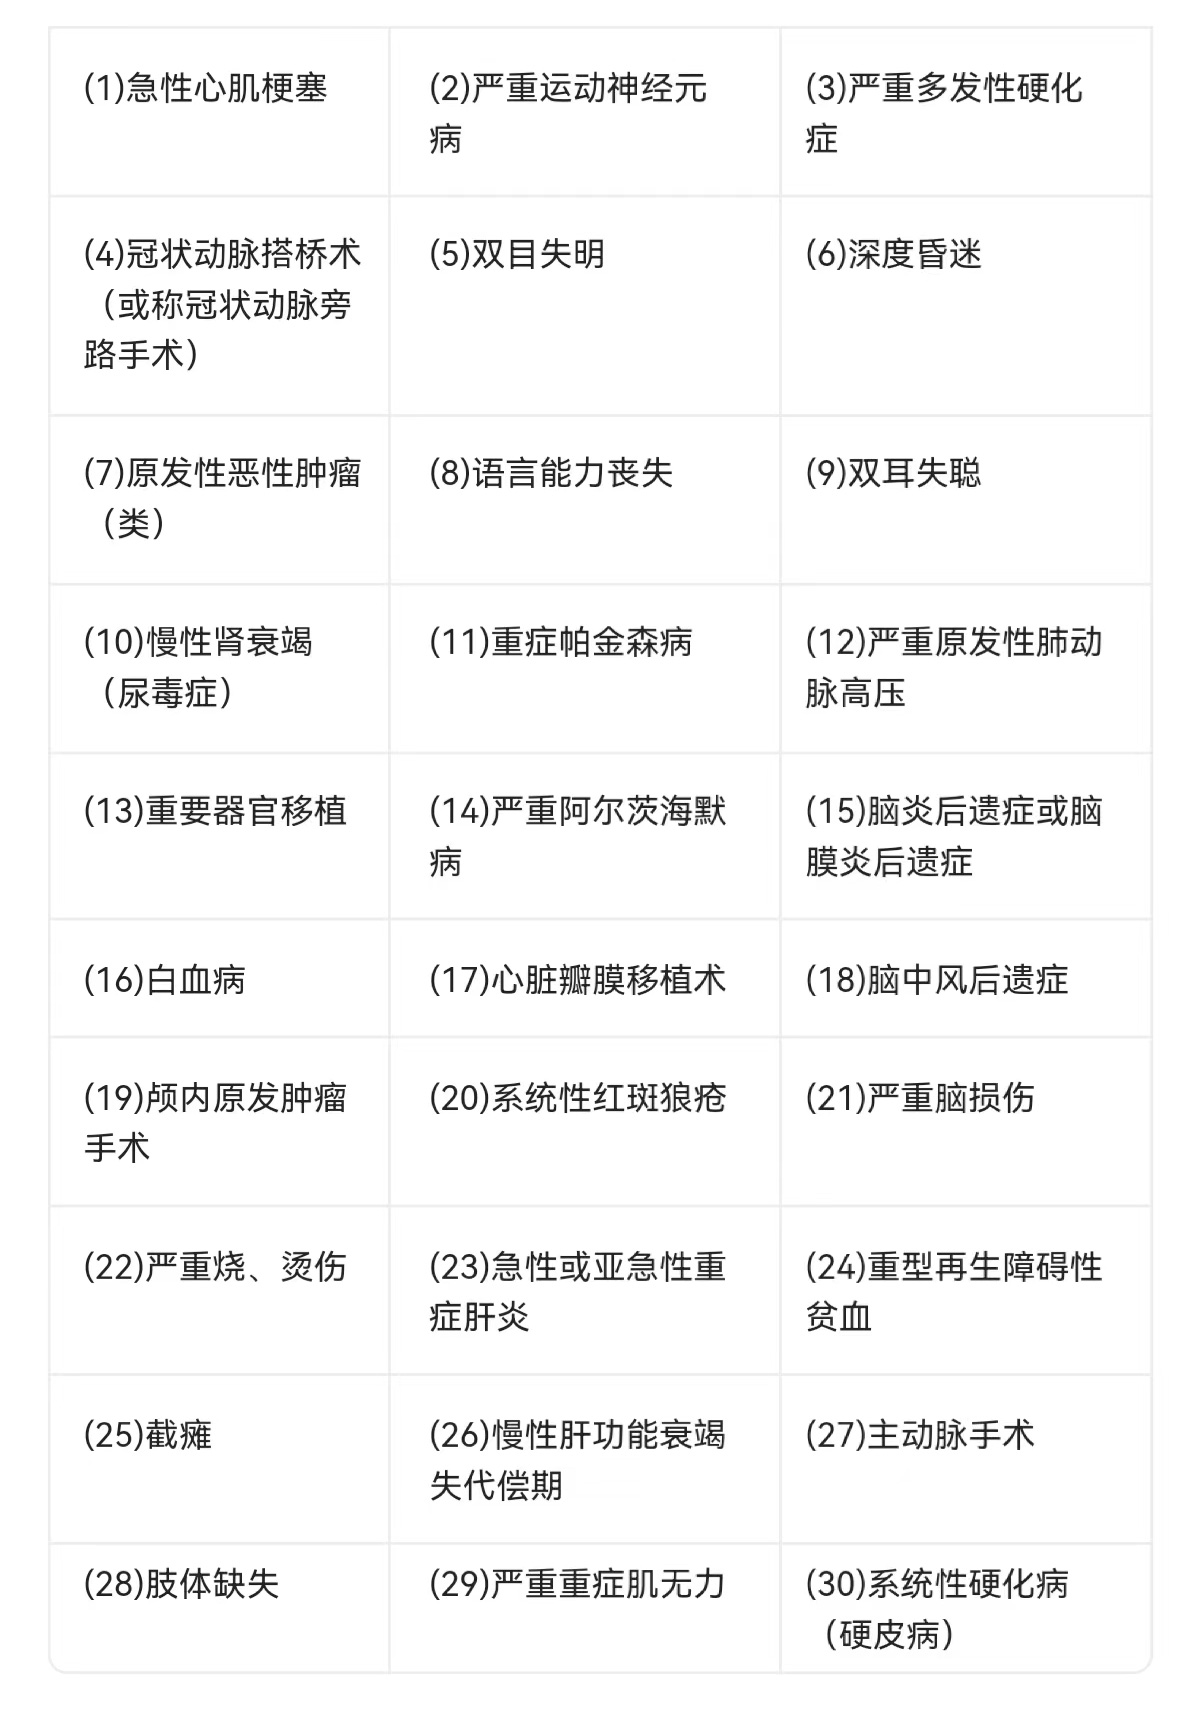 (1)急性心肌梗塞
(2)严重运动神经元
病
(3)严重多发性硬化
症
(4)冠状动脉搭桥术
（或称冠状动脉旁
路手术）
(5)双目失明
(6)深度昏迷
(7)原发性恶性肿瘤
（类）
(8)语言能力丧失
(9)双耳失聪
(10)慢性肾衰竭
（尿毒症）
(11)重症帕金森病
(12)严重原发性肺动
脉高压
(13)重要器官移植
(14)严重阿尔茨海默
病
(15)脑炎后遗症或脑
膜炎后遗症
(16)白血病
(17)心脏瓣膜移植术
(18)脑中风后遗症
(19)颅内原发肿瘤
手术
(20)系统性红斑狼疮
(21)严重脑损伤
(22)严重烧、烫伤
(23)急性或亚急性重
症肝炎
(24)重型再生障碍性
贫血
(25)截瘫
(26)慢性肝功能衰竭
失代偿期
(27)主动脉手术
(28)肢体缺失
(29)严重重症肌无力
(30)系统性硬化病
（硬皮病）